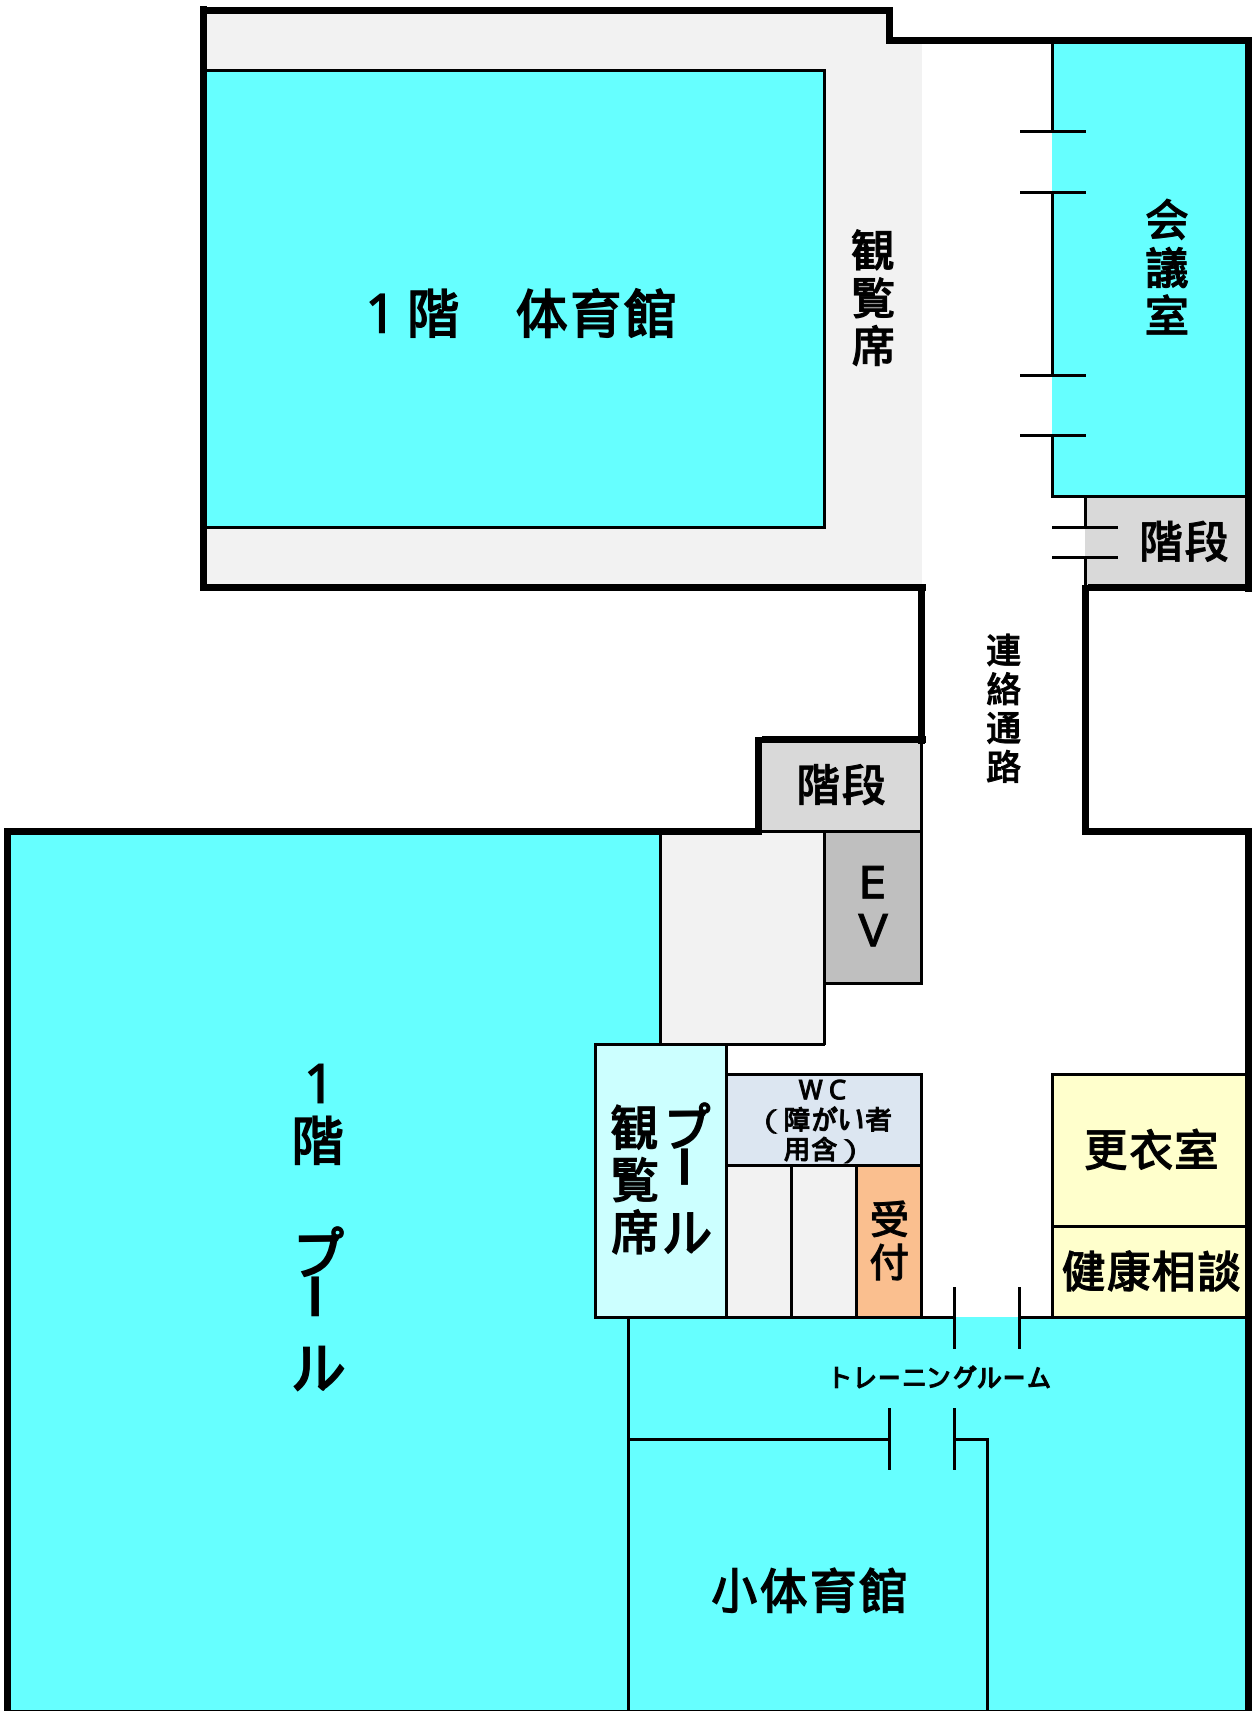 １階　体育館
観覧席
会議室
階段
連絡通路
階段
ＥＶ
１階　プール
プール
観覧席
ＷＣ
（障がい者
用含）
受付
更衣室
健康相談
トレーニングルーム
小体育館